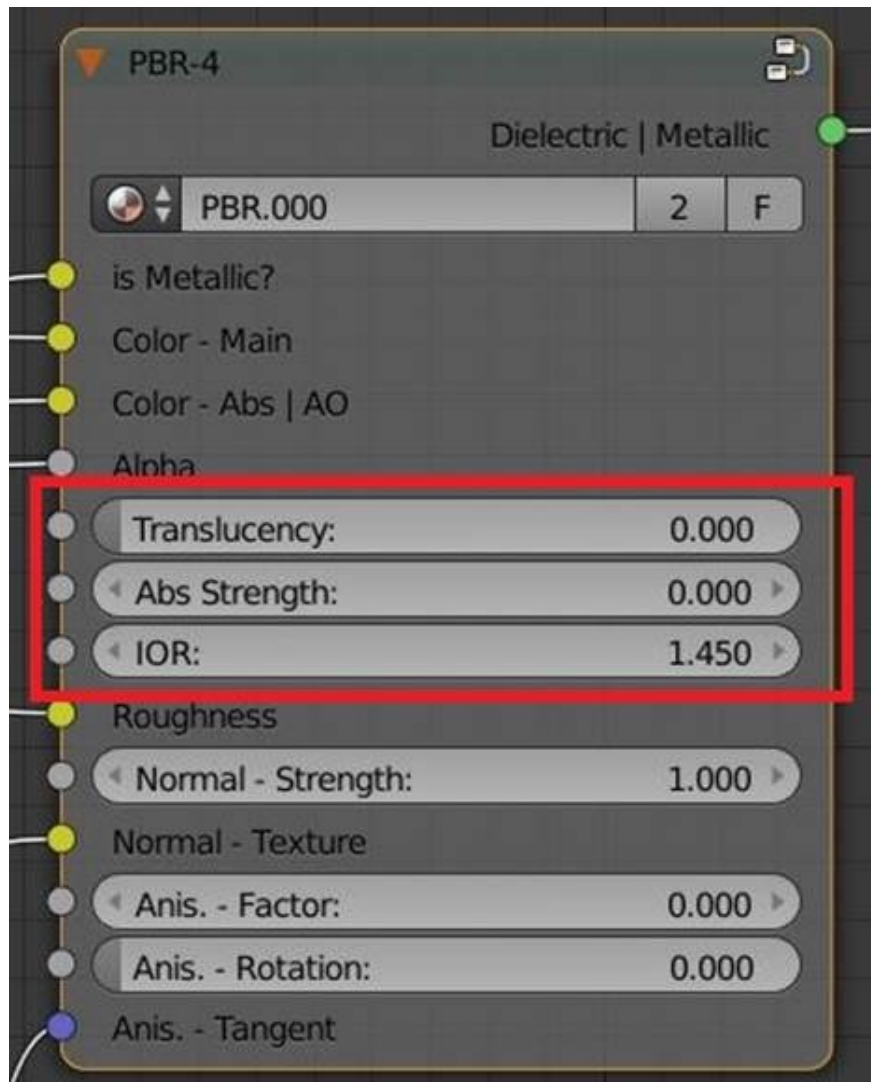 PBR-4
Dielectric | Metallic
PBR.000 2 F
is Metallic?
Color - Main
Color - Abs | AO
Alpha
Translucency: 0.000
Abs Strength: 0.000
IOR: 1.450
Roughness
Normal - Strength: 1.000
Normal - Texture
Anis. - Factor: 0.000
Anis. - Rotation: 0.000
Anis. - Tangent